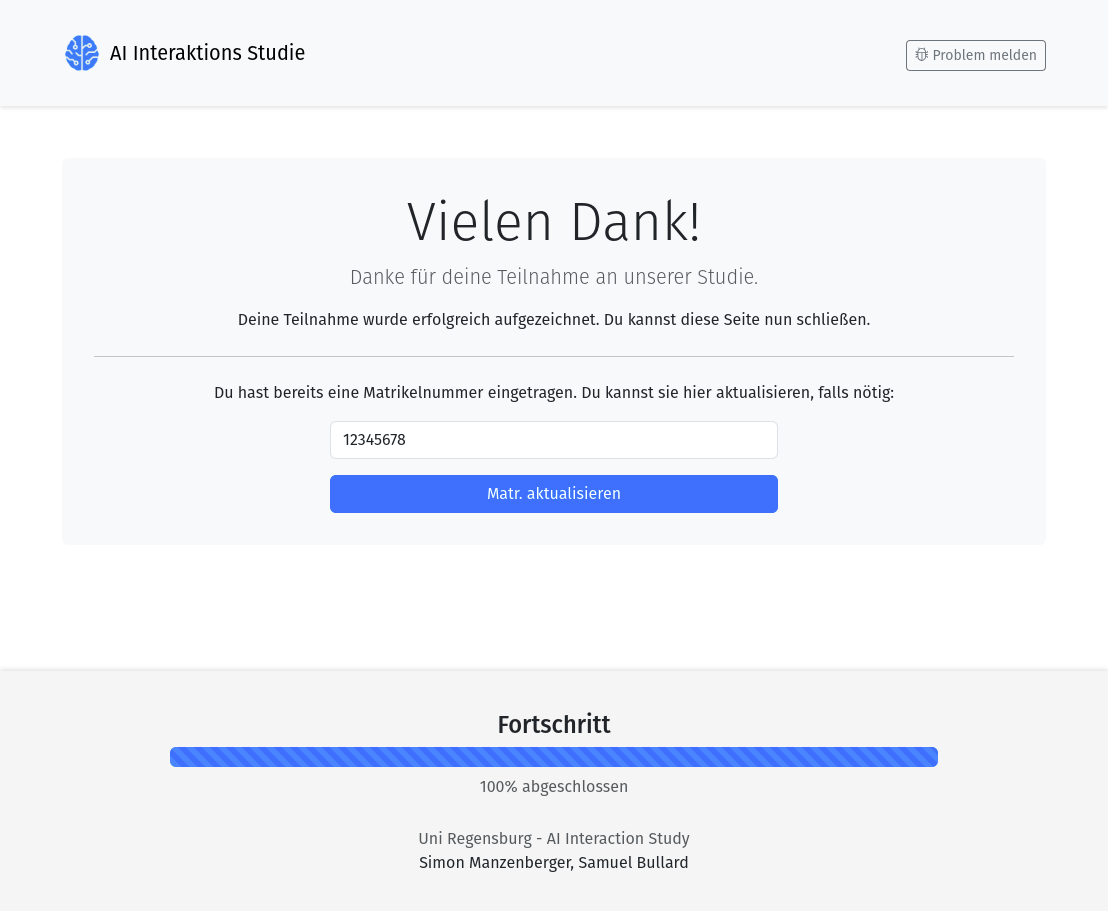 AI Interaktions Studie
Problem melden
Vielen Dank!
Danke für deine Teilnahme an unserer Studie.
Deine Teilnahme wurde erfolgreich aufgezeichnet. Du kannst diese Seite nun schließen.
Du hast bereits eine Matrikelnummer eingetragen. Du kannst sie hier aktualisieren, falls nötig:
12345678
Matr. aktualisieren
Fortschritt
100% abgeschlossen
Uni Regensburg - AI Interaction Study
Simon Manzenberger, Samuel Bullard